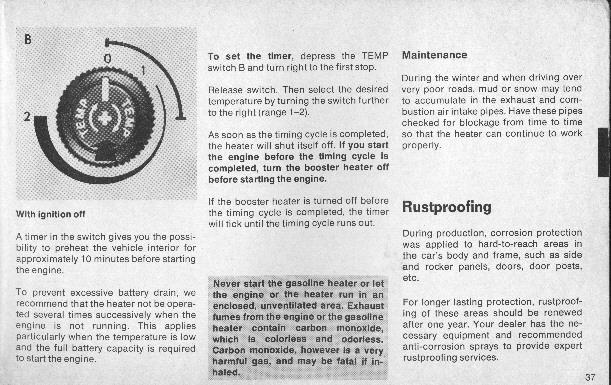 B
0
1
2
TEMP
TEMP
With ignition off
A timer in the switch gives you the possi-
bility to preheat the vehicle interior for
approximately 10 minutes before starting
the engine.
To prevent excessive battery drain, we
recommend that the heater not be opera-
ted several times successively when the
engine is not running. This applies
particularly when the temperature is low
and the full battery capacity is required
to start the engine.
To set the timer, depress the TEMP
switch B and turn right to the first stop.
Release switch. Then select the desired
temperature by turning the switch further
to the right (range 1–2).
As soon as the timing cycle is completed,
the heater will shut itself off. If you start
the engine before the timing cycle is
completed, turn the booster heater off
before starting the engine.
If the booster heater is turned off before
the timing cycle is completed, the timer
will tick until the timing cycle runs out.
Never start the gasoline heater or let
the engine or the heater run in an
enclosed, unventilated area. Exhaust
fumes from the engine or the gasoline
heater contain carbon monoxide,
which is colorless and odorless.
Carbon monoxide, however is a very
harmful gas, and may be fatal if in-
haled.
Maintenance
During the winter and when driving over
very poor roads, mud or snow may tend
to accumulate in the exhaust and com-
bustion air intake pipes. Have these pipes
checked for blockage from time to time
so that the heater can continue to work
properly.
Rustproofing
During production, corrosion protection
was applied to hard-to-reach areas in
the car's body and frame, such as side
and rocker panels, doors, door posts,
etc.
For longer lasting protection, rustproof-
ing of these areas should be renewed
after one year. Your dealer has the ne-
cessary equipment and recommended
anti-corrosion sprays to provide expert
rustproofing services.
37